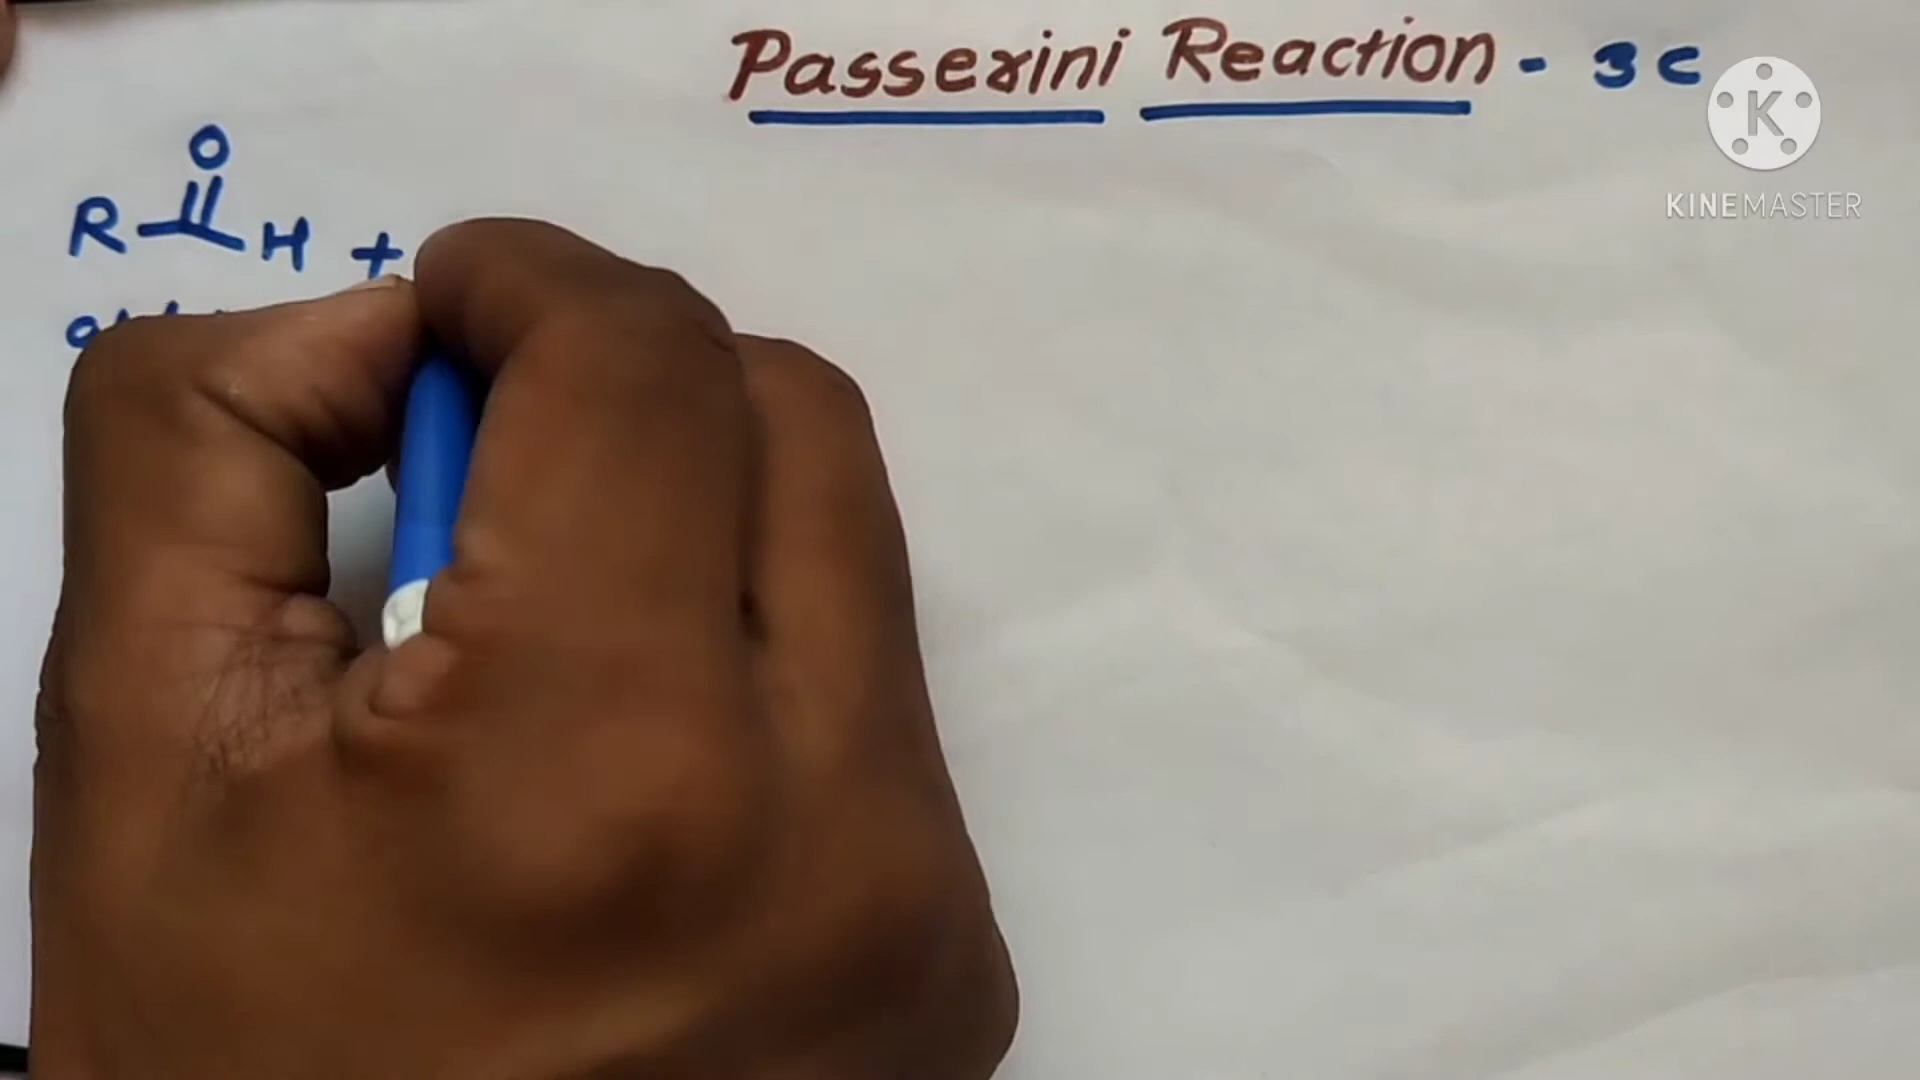 Passerini Reaction - 3C
K
KINEMASTER
O
R H +